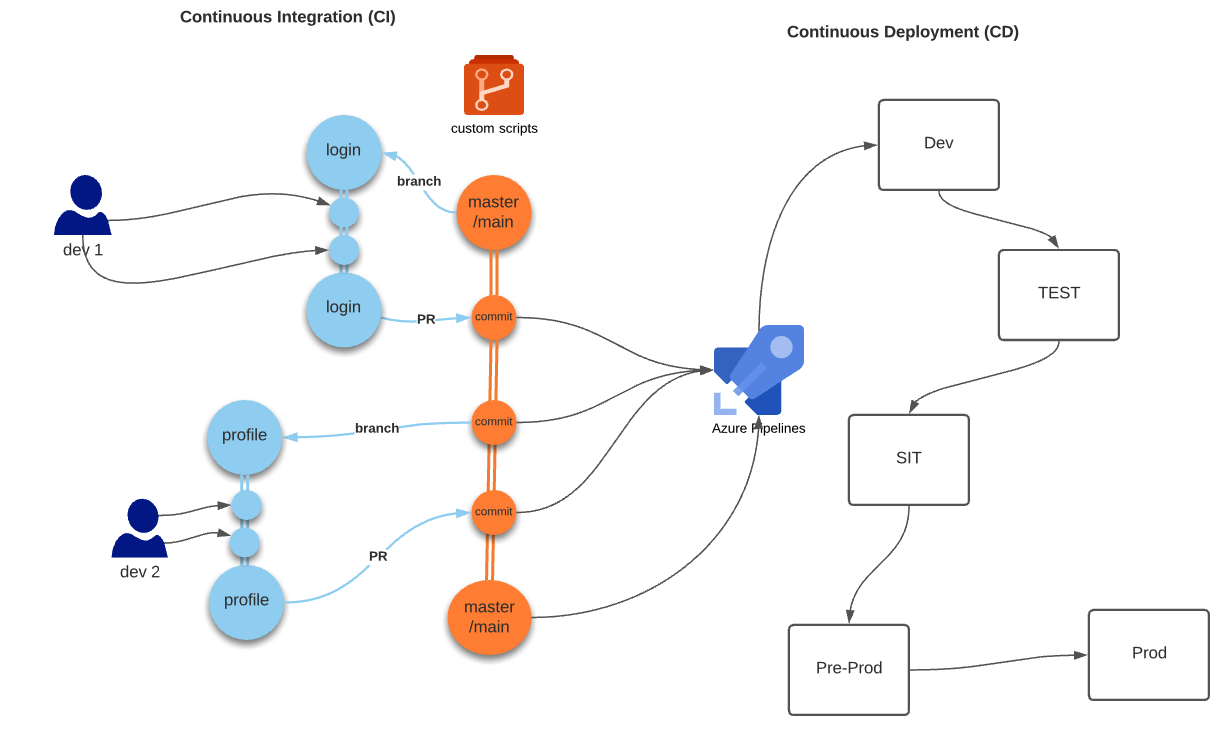 Continuous Integration (CI)
Continuous Deployment (CD)
custom scripts
login
branch
master
/main
dev 1
login
PR
commit
profile
branch
commit
commit
dev 2
PR
profile
master
/main
Azure Pipelines
Dev
TEST
SIT
Pre-Prod
Prod